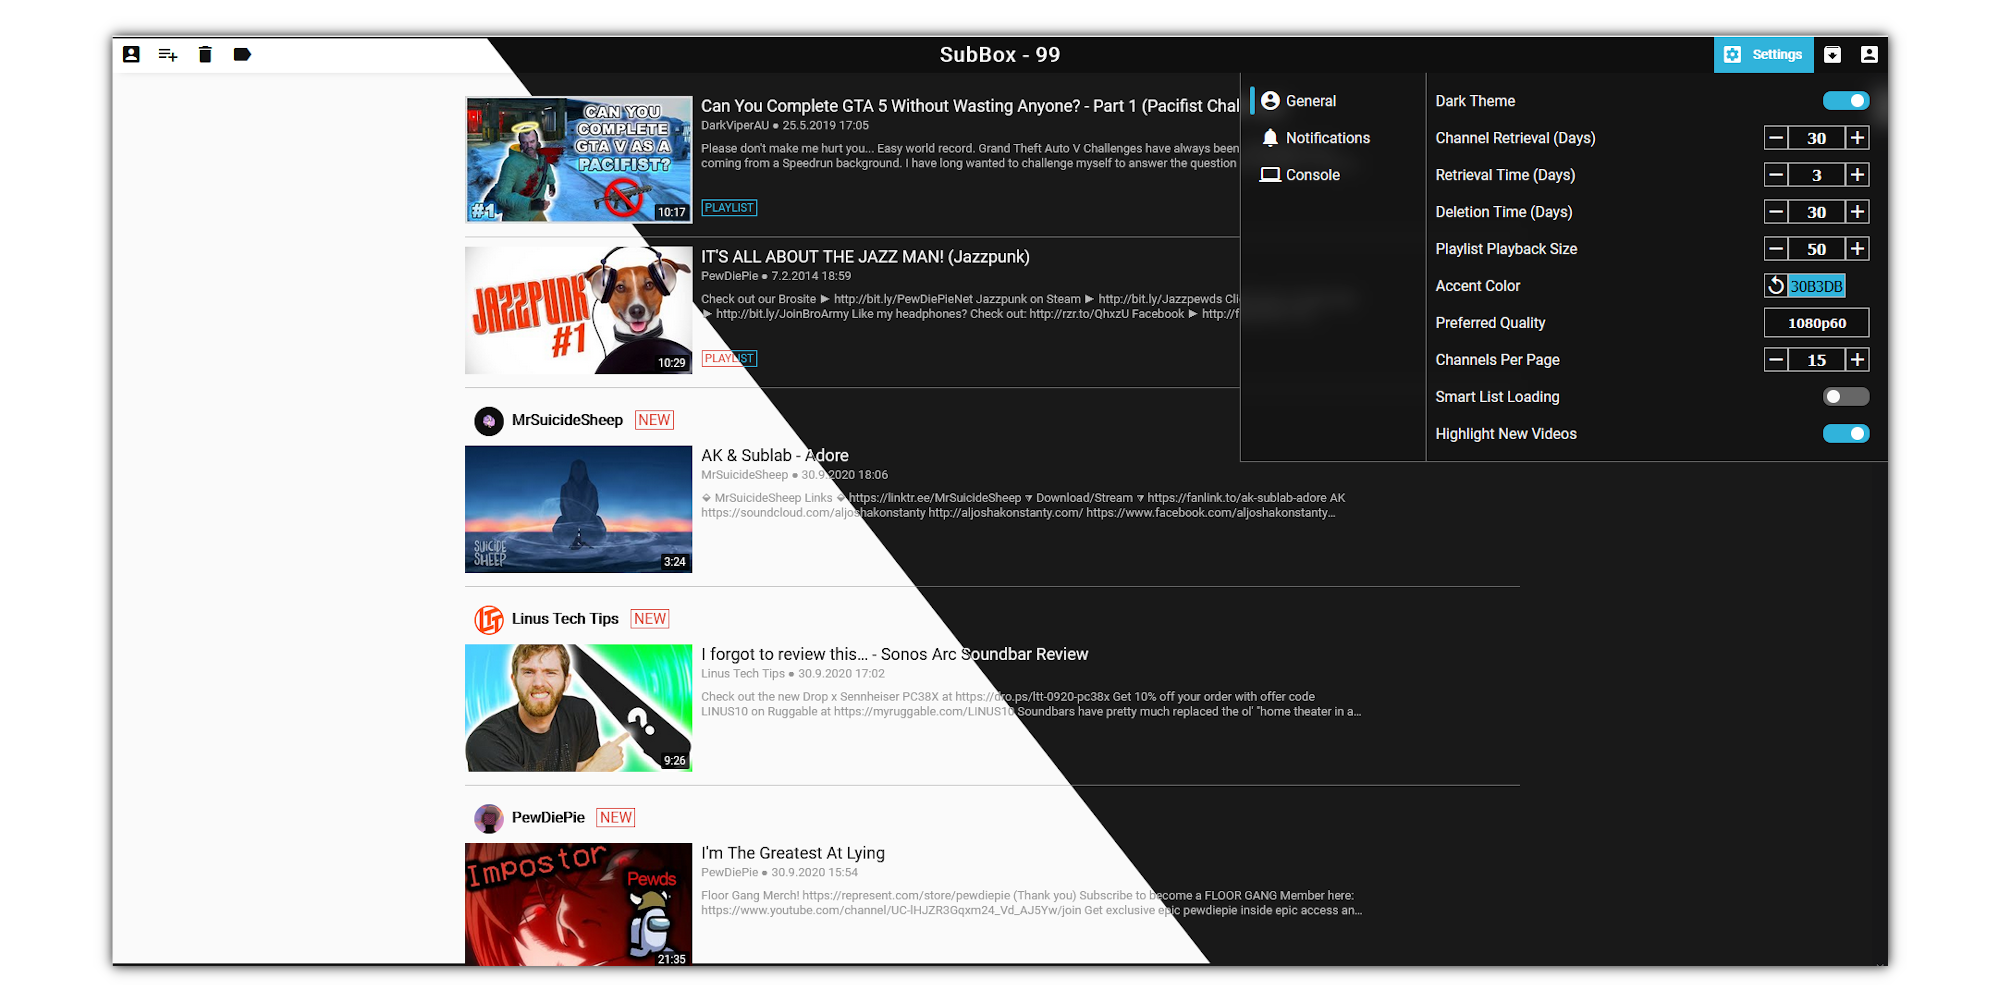 SubBox - 99
Settings
CAN YOU
COMPLETE
GTA V AS A
PACIFIST?
#1
10:17
Can You Complete GTA 5 Without Wasting Anyone? - Part 1 (Pacifist Chal
DarkViperAU ● 25.5.2019 17:05
Please don't make me hurt you... Easy world record. Grand Theft Auto V Challenges have always been
coming from a Speedrun background. I have long wanted to challenge myself to answer the question
PLAYLIST
JAZZPUNK
#1
10:29
IT'S ALL ABOUT THE JAZZ MAN! (Jazzpunk)
PewDiePie ● 7.2.2014 18:59
Check out our Brosite ► http://bit.ly/PewDiePieNet Jazzpunk on Steam ► http://bit.ly/Jazzpewds Cli
► http://bit.ly/JoinBroArmy Like my headphones? Check out: http://rzr.to/QhxzU Facebook ► http://f
PLAYLIST
MrSuicideSheep NEW
SUICIDE
SHEEP
3:24
AK & Sublab - Adore
MrSuicideSheep ● 30.9.2020 18:06
⬙ MrSuicideSheep Links ⬙ https://linktr.ee/MrSuicideSheep ⛛ Download/Stream ⛛ https://fanlink.to/ak-sublab-adore AK
https://soundcloud.com/aljoshakonstanty http://aljoshakonstanty.com/ https://www.facebook.com/aljoshakonstanty...
LTT
Linus Tech Tips NEW
?
9:26
I forgot to review this... - Sonos Arc Soundbar Review
Linus Tech Tips ● 30.9.2020 17:02
Check out the new Drop x Sennheiser PC38X at https://dro.ps/ltt-0920-pc38x Get 10% off your order with offer code
LINUS10 on Ruggable at https://myruggable.com/LINUS10 Soundbars have pretty much replaced the ol' "home theater in a...
PewDiePie NEW
Impostor
Pewds
21:35
I'm The Greatest At Lying
PewDiePie ● 30.9.2020 15:54
Floor Gang Merch! https://represent.com/store/pewdiepie (Thank you) Subscribe to become a FLOOR GANG Member here:
https://www.youtube.com/channel/UC-lHJZR3Gqxm24_Vd_AJ5Yw/join Get exclusive epic pewdiepie inside epic access an...
General
Notifications
Console
Dark Theme
Channel Retrieval (Days) − 30 +
Retrieval Time (Days) − 3 +
Deletion Time (Days) − 30 +
Playlist Playback Size − 50 +
Accent Color 30B3DB
Preferred Quality 1080p60
Channels Per Page − 15 +
Smart List Loading
Highlight New Videos